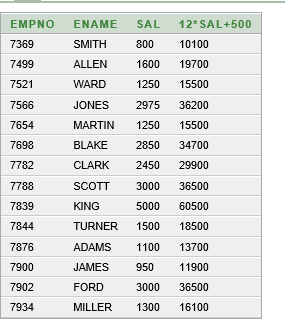 EMPNO ENAME SAL 12*SAL+500
7369 SMITH 800 10100
7499 ALLEN 1600 19700
7521 WARD 1250 15500
7566 JONES 2975 36200
7654 MARTIN 1250 15500
7698 BLAKE 2850 34700
7782 CLARK 2450 29900
7788 SCOTT 3000 36500
7839 KING 5000 60500
7844 TURNER 1500 18500
7876 ADAMS 1100 13700
7900 JAMES 950 11900
7902 FORD 3000 36500
7934 MILLER 1300 16100